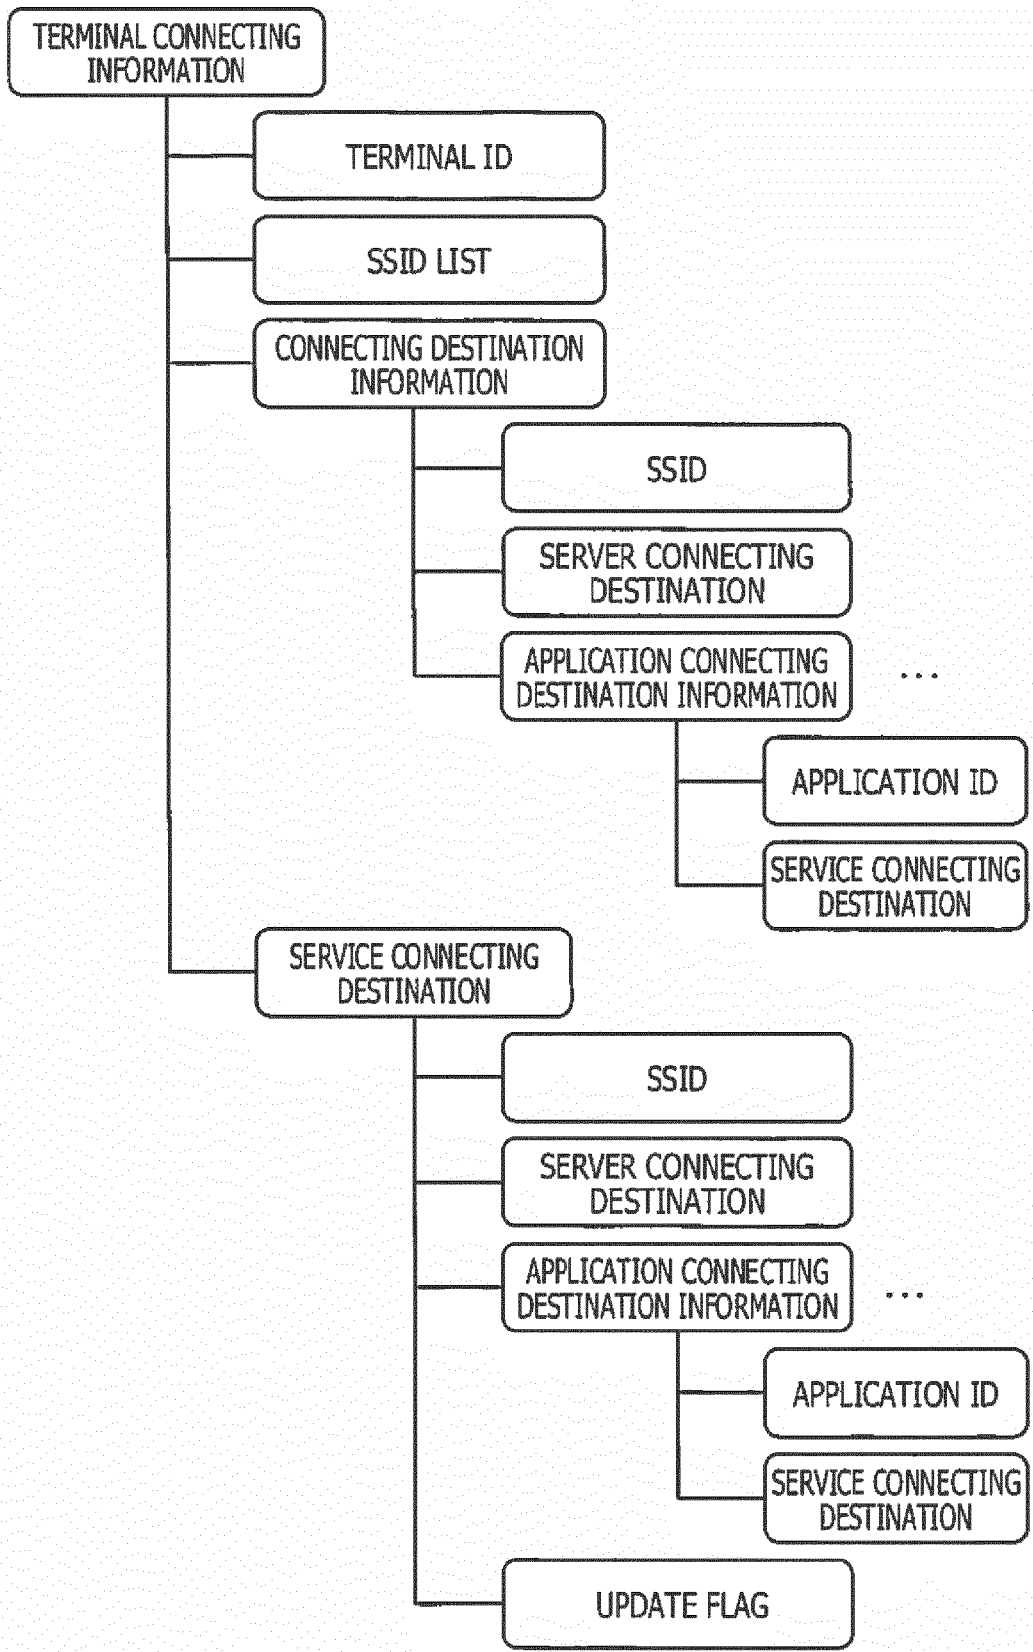 TERMINAL CONNECTING
INFORMATION
TERMINAL ID
SSID LIST
CONNECTING DESTINATION
INFORMATION
SSID
SERVER CONNECTING
DESTINATION
APPLICATION CONNECTING
DESTINATION INFORMATION
...
APPLICATION ID
SERVICE CONNECTING
DESTINATION
SERVICE CONNECTING
DESTINATION
SSID
SERVER CONNECTING
DESTINATION
APPLICATION CONNECTING
DESTINATION INFORMATION
...
APPLICATION ID
SERVICE CONNECTING
DESTINATION
UPDATE FLAG